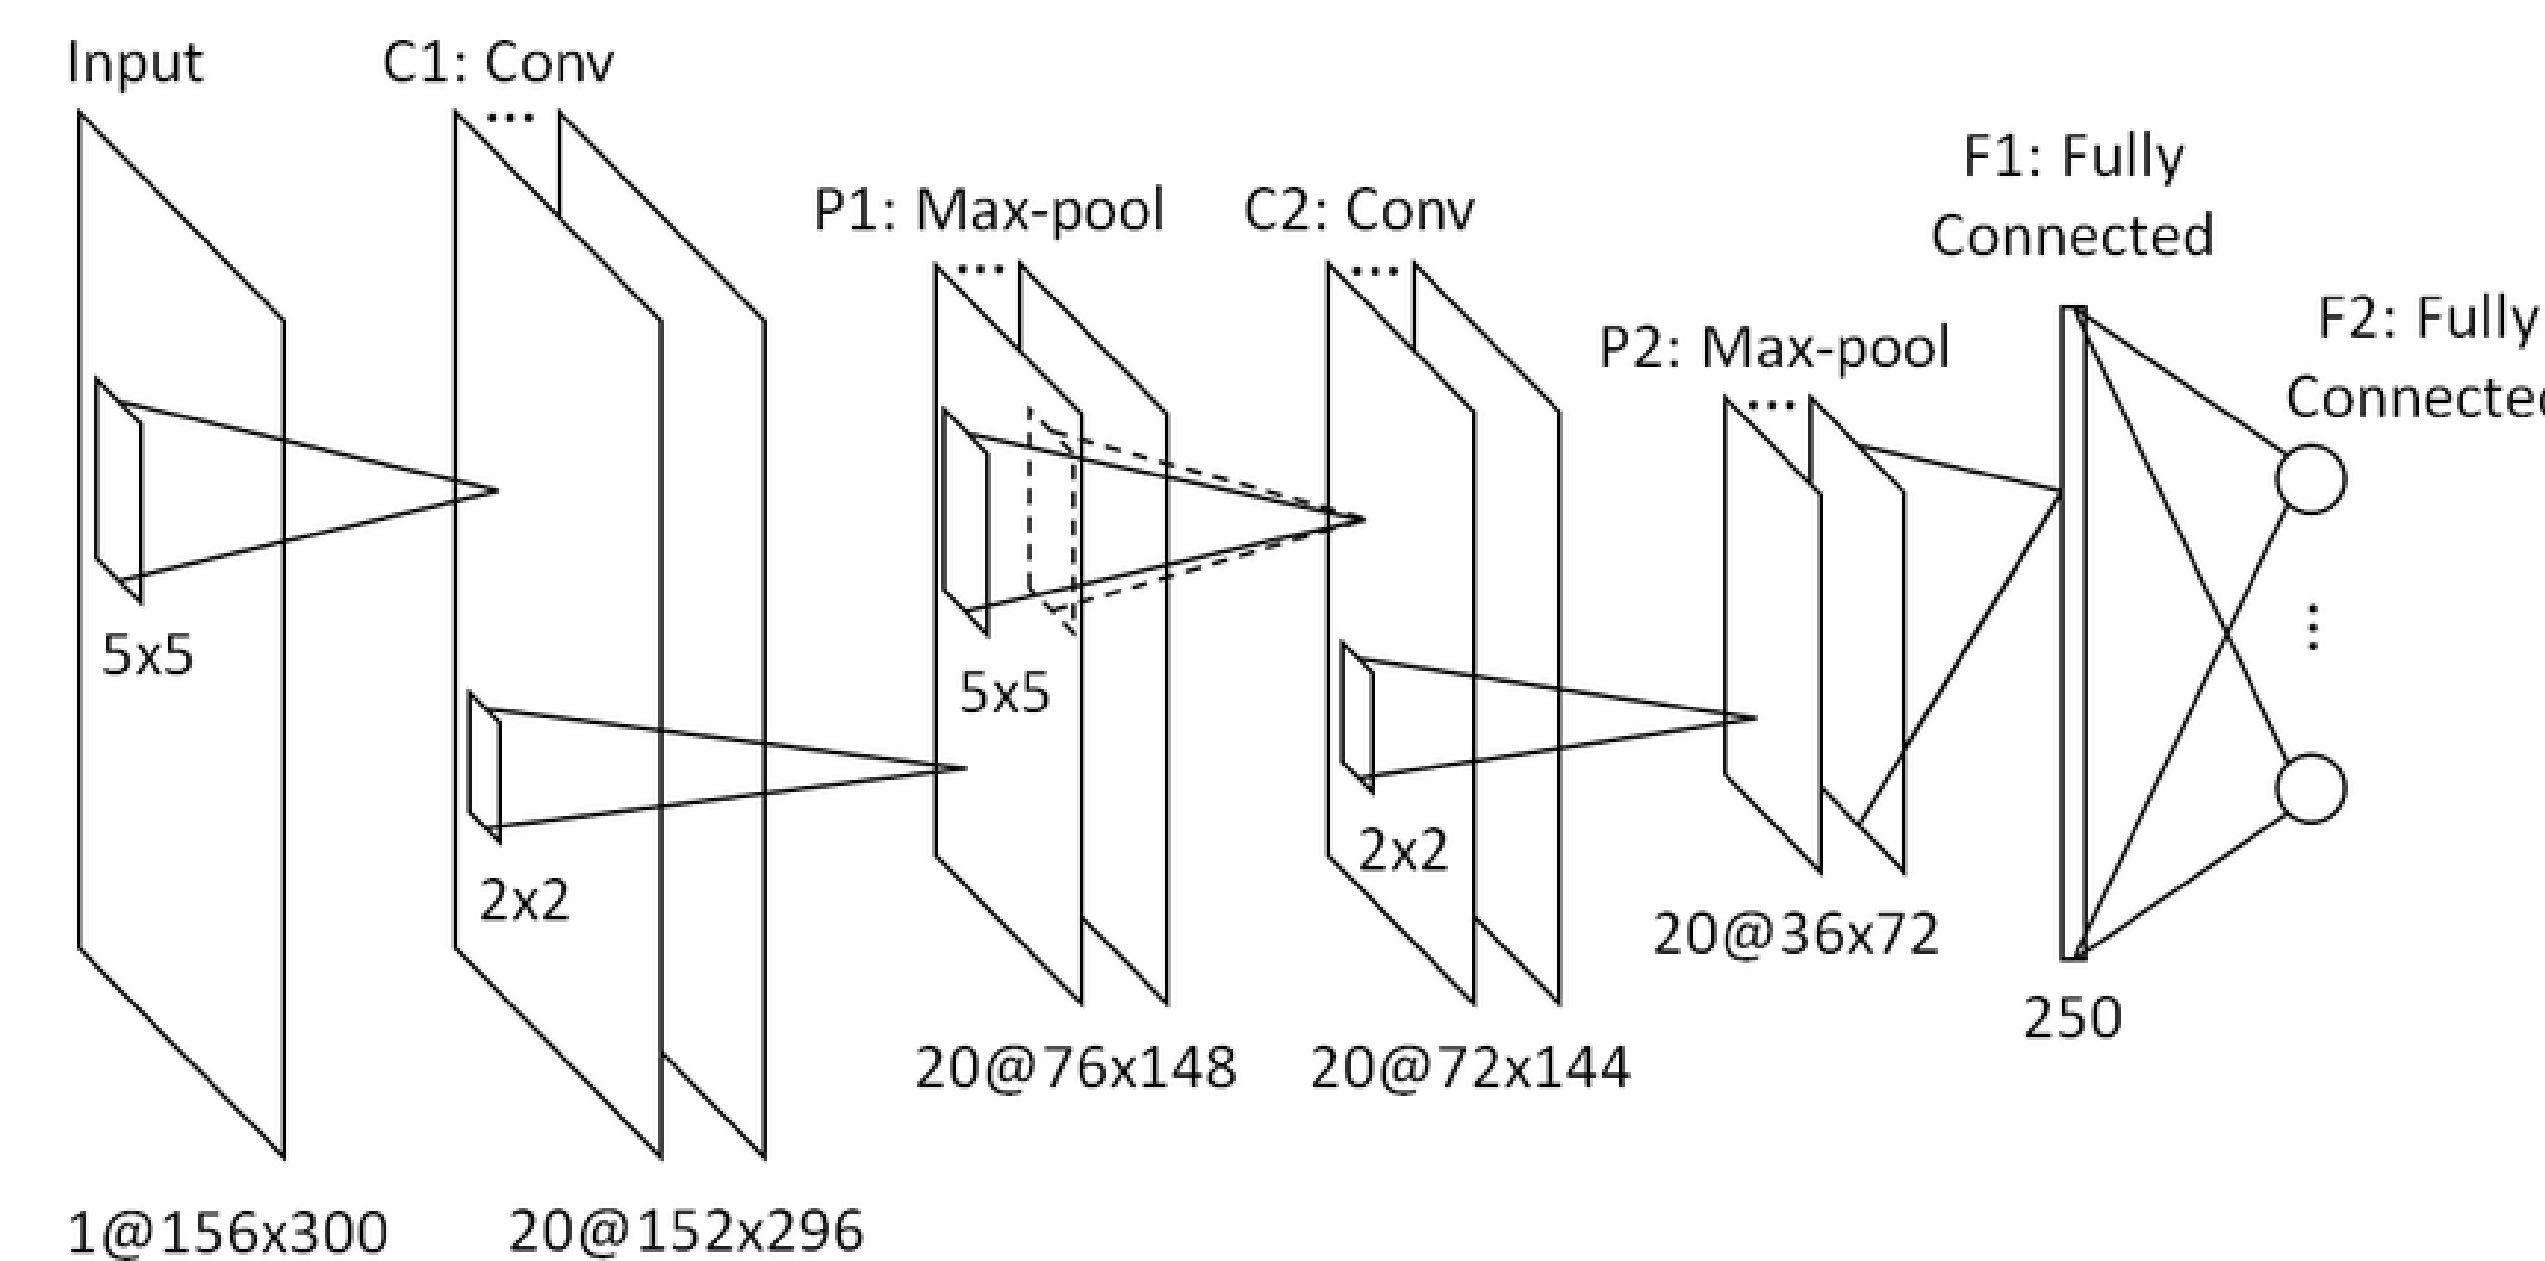 Input
C1: Conv
P1: Max-pool
C2: Conv
P2: Max-pool
F1: Fully
Connected
F2: Fully
5x5
2x2
5x5
2x2
1@156x300
20@152x296
20@76x148
20@72x144
20@36x72
250